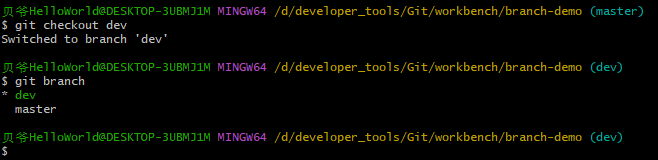 贝爷HelloWorld@DESKTOP-3UBMJ1M MINGW64 /d/developer_tools/Git/workbench/branch-demo (master)
$ git checkout dev
Switched to branch 'dev'
贝爷HelloWorld@DESKTOP-3UBMJ1M MINGW64 /d/developer_tools/Git/workbench/branch-demo (dev)
$ git branch
* dev
  master
贝爷HelloWorld@DESKTOP-3UBMJ1M MINGW64 /d/developer_tools/Git/workbench/branch-demo (dev)
$